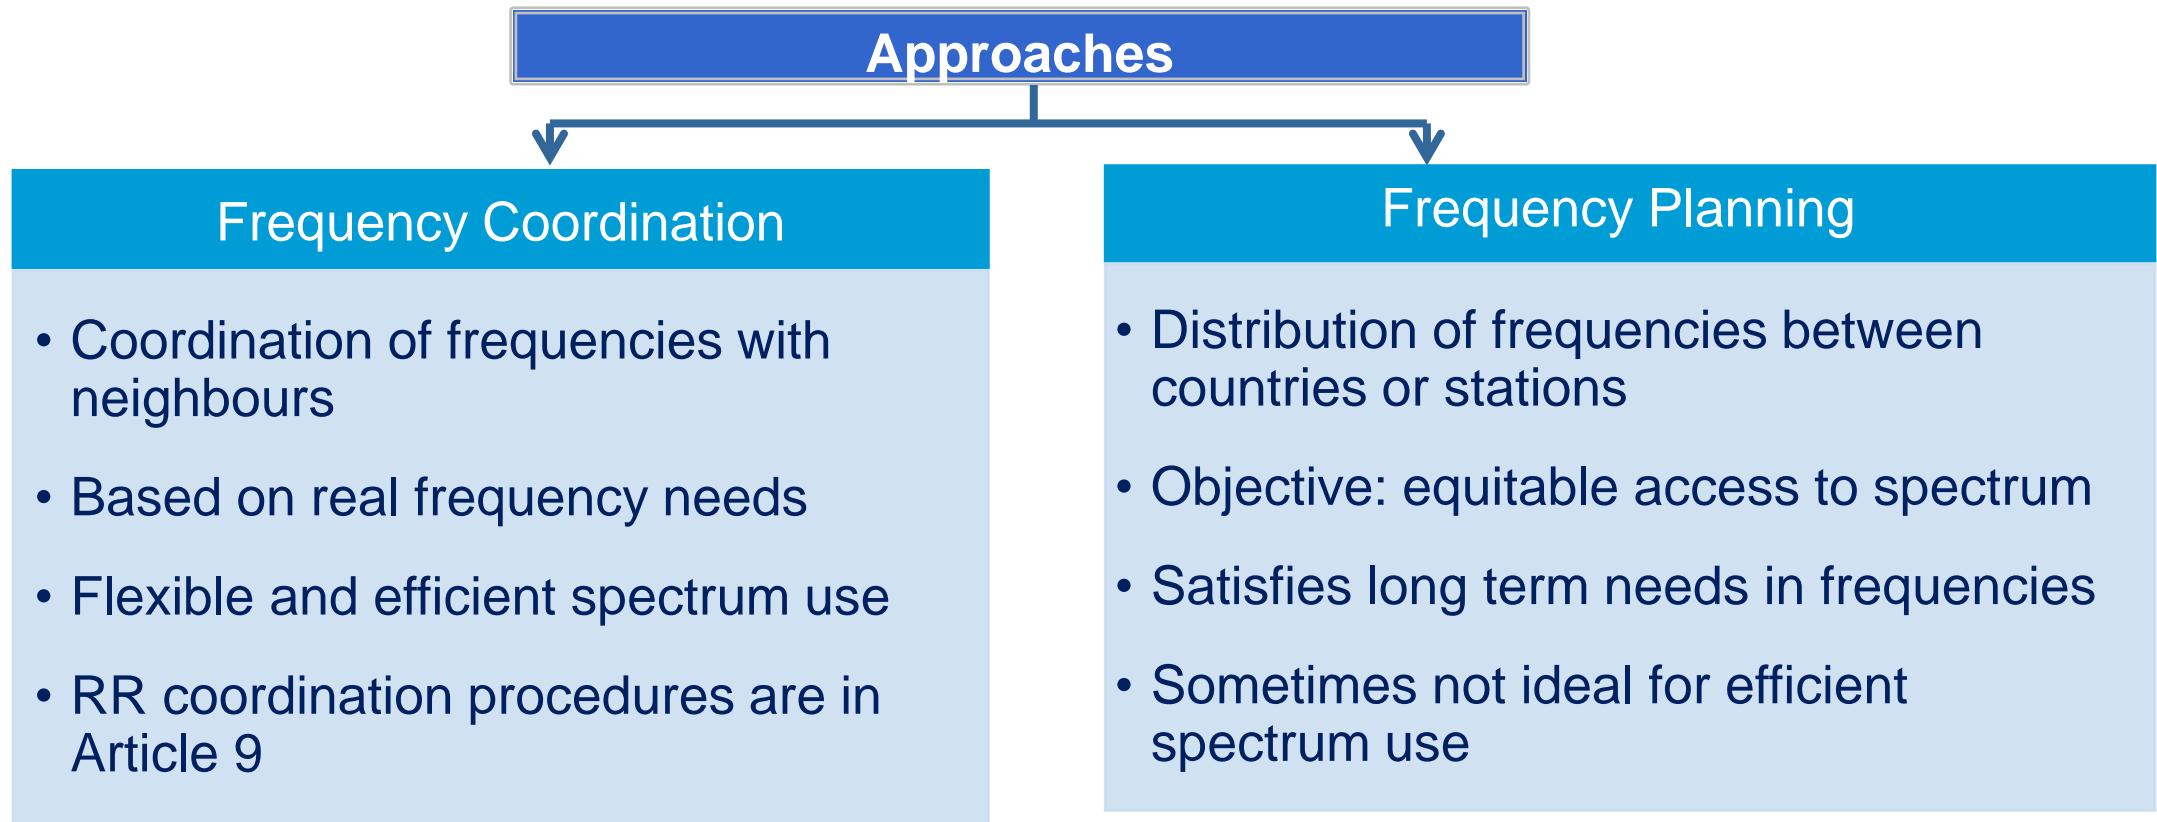 Approaches
Frequency Coordination
• Coordination of frequencies with
neighbours
• Based on real frequency needs
• Flexible and efficient spectrum use
• RR coordination procedures are in
Article 9
Frequency Planning
• Distribution of frequencies between
countries or stations
• Objective: equitable access to spectrum
• Satisfies long term needs in frequencies
• Sometimes not ideal for efficient
spectrum use